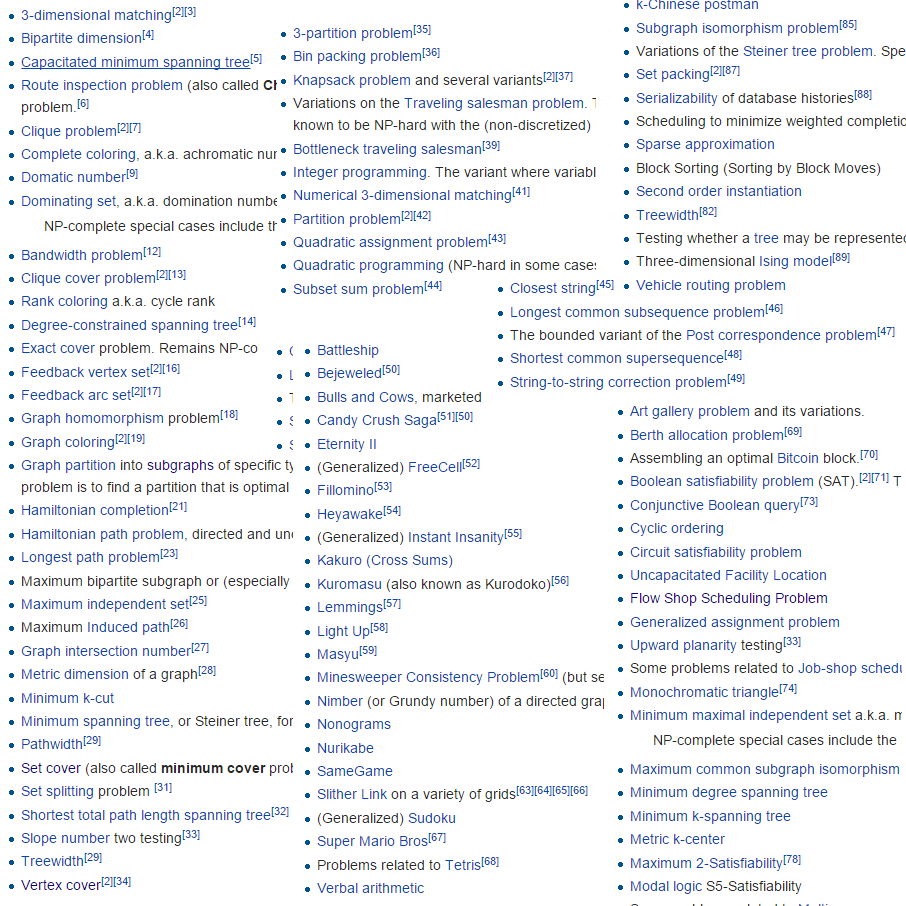 3-dimensional matching[2][3]
Bipartite dimension[4]
Capacitated minimum spanning tree[5]
Route inspection problem (also called Ch
problem.[6]
Clique problem[2][7]
Complete coloring, a.k.a. achromatic nur
Domatic number[9]
Dominating set, a.k.a. domination numbe
NP-complete special cases include th
Bandwidth problem[12]
Clique cover problem[2][13]
Rank coloring a.k.a. cycle rank
Degree-constrained spanning tree[14]
Exact cover problem. Remains NP-co
Feedback vertex set[2][16]
Feedback arc set[2][17]
Graph homomorphism problem[18]
Graph coloring[2][19]
Graph partition into subgraphs of specific ty
problem is to find a partition that is optimal
Hamiltonian completion[21]
Hamiltonian path problem, directed and un
Longest path problem[23]
Maximum bipartite subgraph or (especially
Maximum independent set[25]
Maximum Induced path[26]
Graph intersection number[27]
Metric dimension of a graph[28]
Minimum k-cut
Minimum spanning tree, or Steiner tree, for
Pathwidth[29]
Set cover (also called minimum cover prob
Set splitting problem [31]
Shortest total path length spanning tree[32]
Slope number two testing[33]
Treewidth[29]
Vertex cover[2][34]
3-partition problem[35]
Bin packing problem[36]
Knapsack problem and several variants[2][37]
Variations on the Traveling salesman problem. T
known to be NP-hard with the (non-discretized)
Bottleneck traveling salesman[39]
Integer programming. The variant where variabl
Numerical 3-dimensional matching[41]
Partition problem[2][42]
Quadratic assignment problem[43]
Quadratic programming (NP-hard in some cases
Subset sum problem[44]
Closest string[45]
Longest common subsequence problem[46]
The bounded variant of the Post correspondence problem[47]
Shortest common supersequence[48]
String-to-string correction problem[49]
Battleship
Bejeweled[50]
Bulls and Cows, marketed
Candy Crush Saga[51][50]
Eternity II
(Generalized) FreeCell[52]
Fillomino[53]
Heyawake[54]
(Generalized) Instant Insanity[55]
Kakuro (Cross Sums)
Kuromasu (also known as Kurodoko)[56]
Lemmings[57]
Light Up[58]
Masyu[59]
Minesweeper Consistency Problem[60] (but se
Nimber (or Grundy number) of a directed grap
Nonograms
Nurikabe
SameGame
Slither Link on a variety of grids[63][64][65][66]
(Generalized) Sudoku
Super Mario Bros[67]
Problems related to Tetris[68]
Verbal arithmetic
k-Chinese postman
Subgraph isomorphism problem[85]
Variations of the Steiner tree problem. Spe
Set packing[2][87]
Serializability of database histories[88]
Scheduling to minimize weighted completio
Sparse approximation
Block Sorting (Sorting by Block Moves)
Second order instantiation
Treewidth[82]
Testing whether a tree may be represented
Three-dimensional Ising model[89]
Vehicle routing problem
Art gallery problem and its variations.
Berth allocation problem[69]
Assembling an optimal Bitcoin block.[70]
Boolean satisfiability problem (SAT).[2][71] T
Conjunctive Boolean query[73]
Cyclic ordering
Circuit satisfiability problem
Uncapacitated Facility Location
Flow Shop Scheduling Problem
Generalized assignment problem
Upward planarity testing[33]
Some problems related to Job-shop schedu
Monochromatic triangle[74]
Minimum maximal independent set a.k.a. m
NP-complete special cases include the
Maximum common subgraph isomorphism
Minimum degree spanning tree
Minimum k-spanning tree
Metric k-center
Maximum 2-Satisfiability[78]
Modal logic S5-Satisfiability